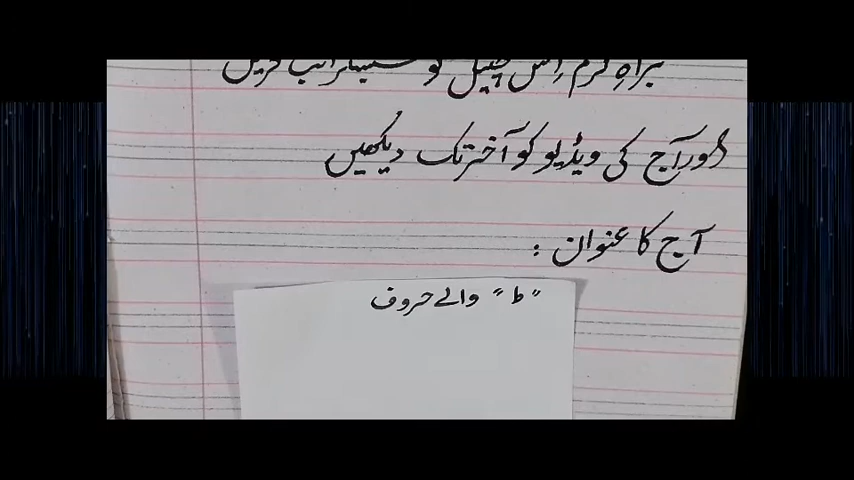 براہِ کرم اِس چینل کو سبسکرائب کریں
اور آج کی ویڈیو کو آخر تک دیکھیں
آج کا عنوان :
"ط" والے حروف